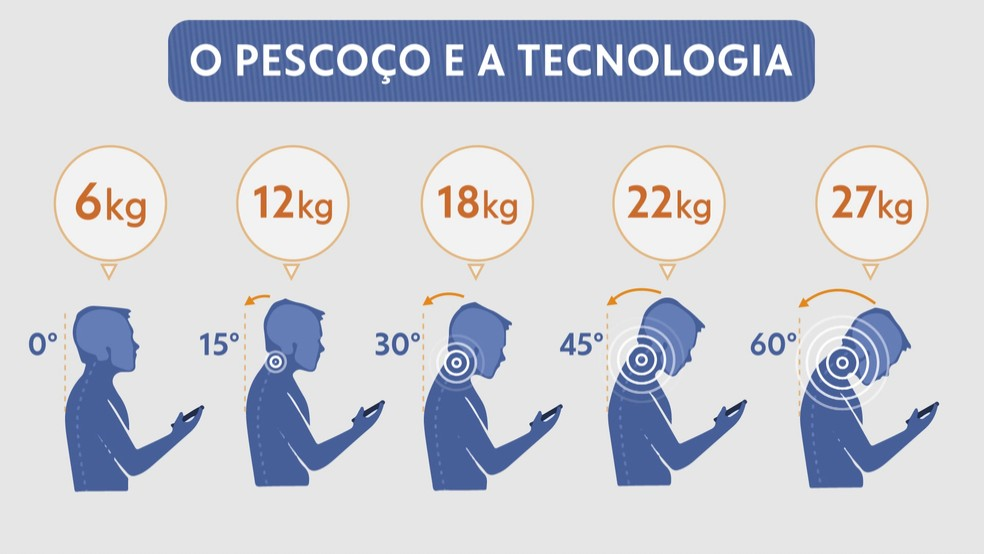 O PESCOÇO E A TECNOLOGIA
6kg 12kg 18kg 22kg 27kg
0° 15° 30° 45° 60°